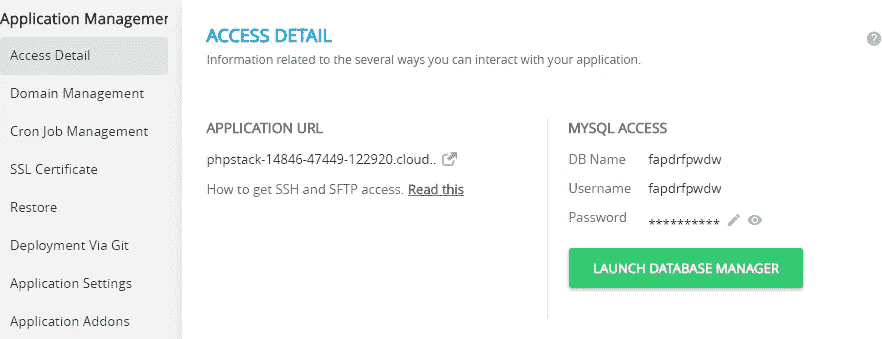 Application Managemen
Access Detail
Domain Management
Cron Job Management
SSL Certificate
Restore
Deployment Via Git
Application Settings
Application Addons
ACCESS DETAIL
Information related to the several ways you can interact with your application.
APPLICATION URL
phpstack-14846-47449-122920.cloud..
How to get SSH and SFTP access. Read this
MYSQL ACCESS
DB Name fapdrfpwdw
Username fapdrfpwdw
Password **********
LAUNCH DATABASE MANAGER